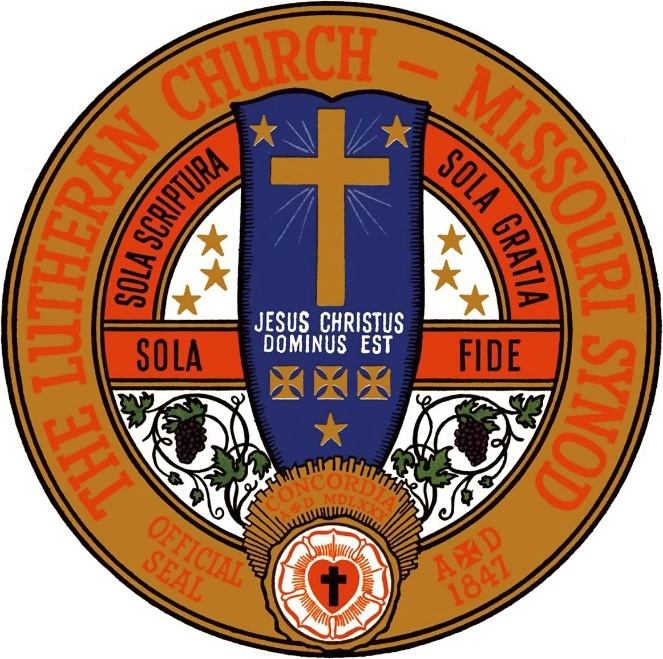 THE LUTHERAN CHURCH – MISSOURI SYNOD
SOLA SCRIPTURA
SOLA GRATIA
JESUS CHRISTUS
DOMINUS EST
SOLA
FIDE
CONCORDIA
A✠D MDLXXX
OFFICIAL
SEAL
A✠D
1847